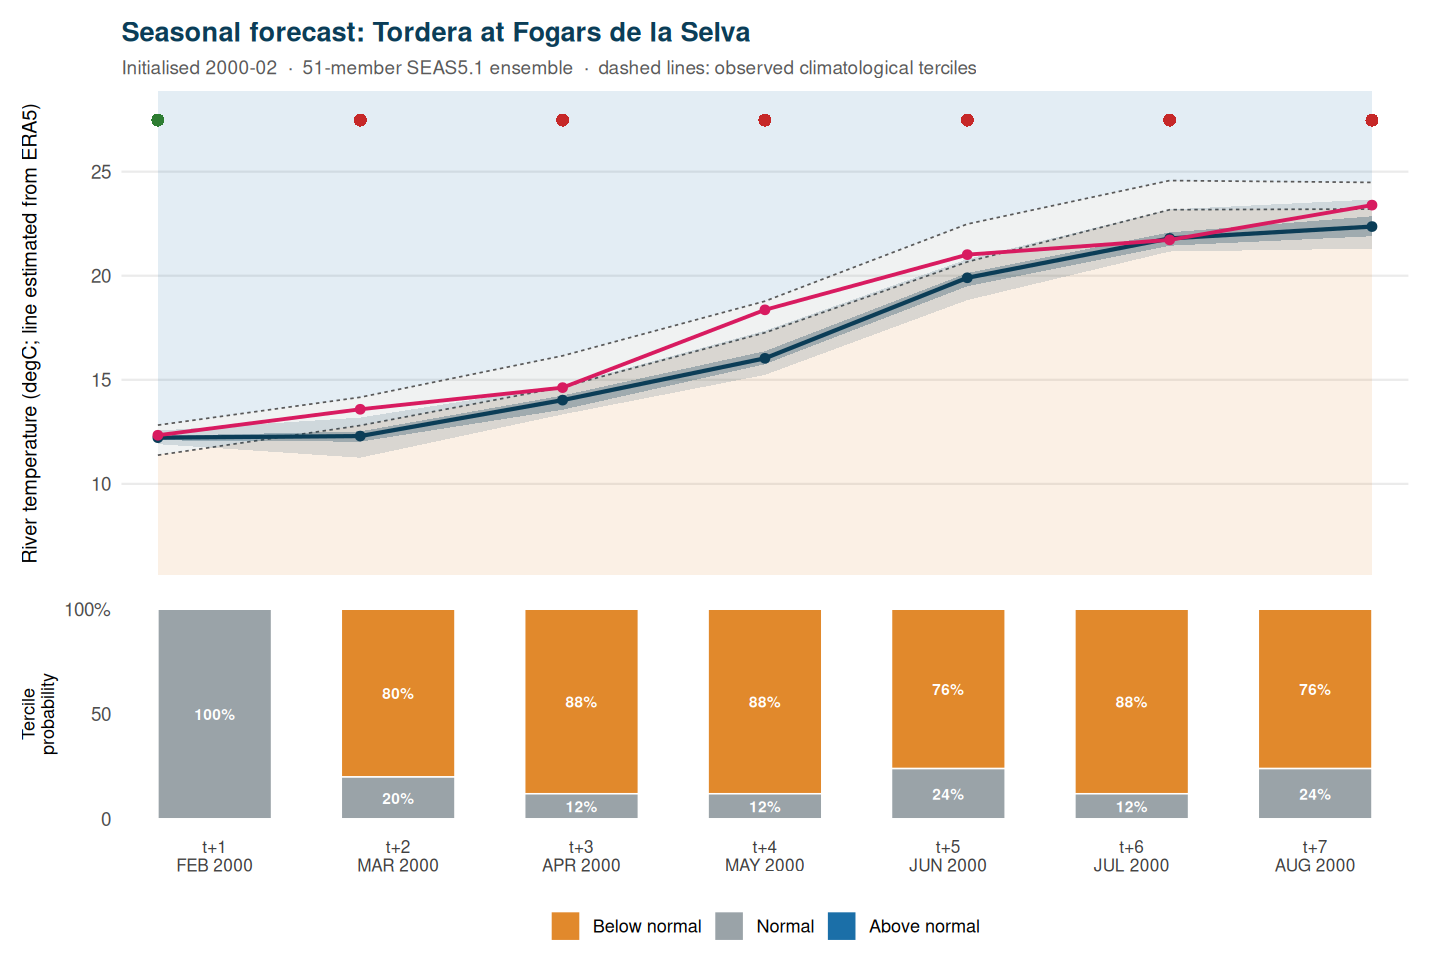 Seasonal forecast: Tordera at Fogars de la Selva
Initialised 2000-02 · 51-member SEAS5.1 ensemble · dashed lines: observed climatological terciles
River temperature (degC; line estimated from ERA5)
25
20
15
10
Tercile
probability
100%
50
0
100%
80%
20%
88%
12%
88%
12%
76%
24%
88%
12%
76%
24%
t+1
FEB 2000
t+2
MAR 2000
t+3
APR 2000
t+4
MAY 2000
t+5
JUN 2000
t+6
JUL 2000
t+7
AUG 2000
Below normal
Normal
Above normal